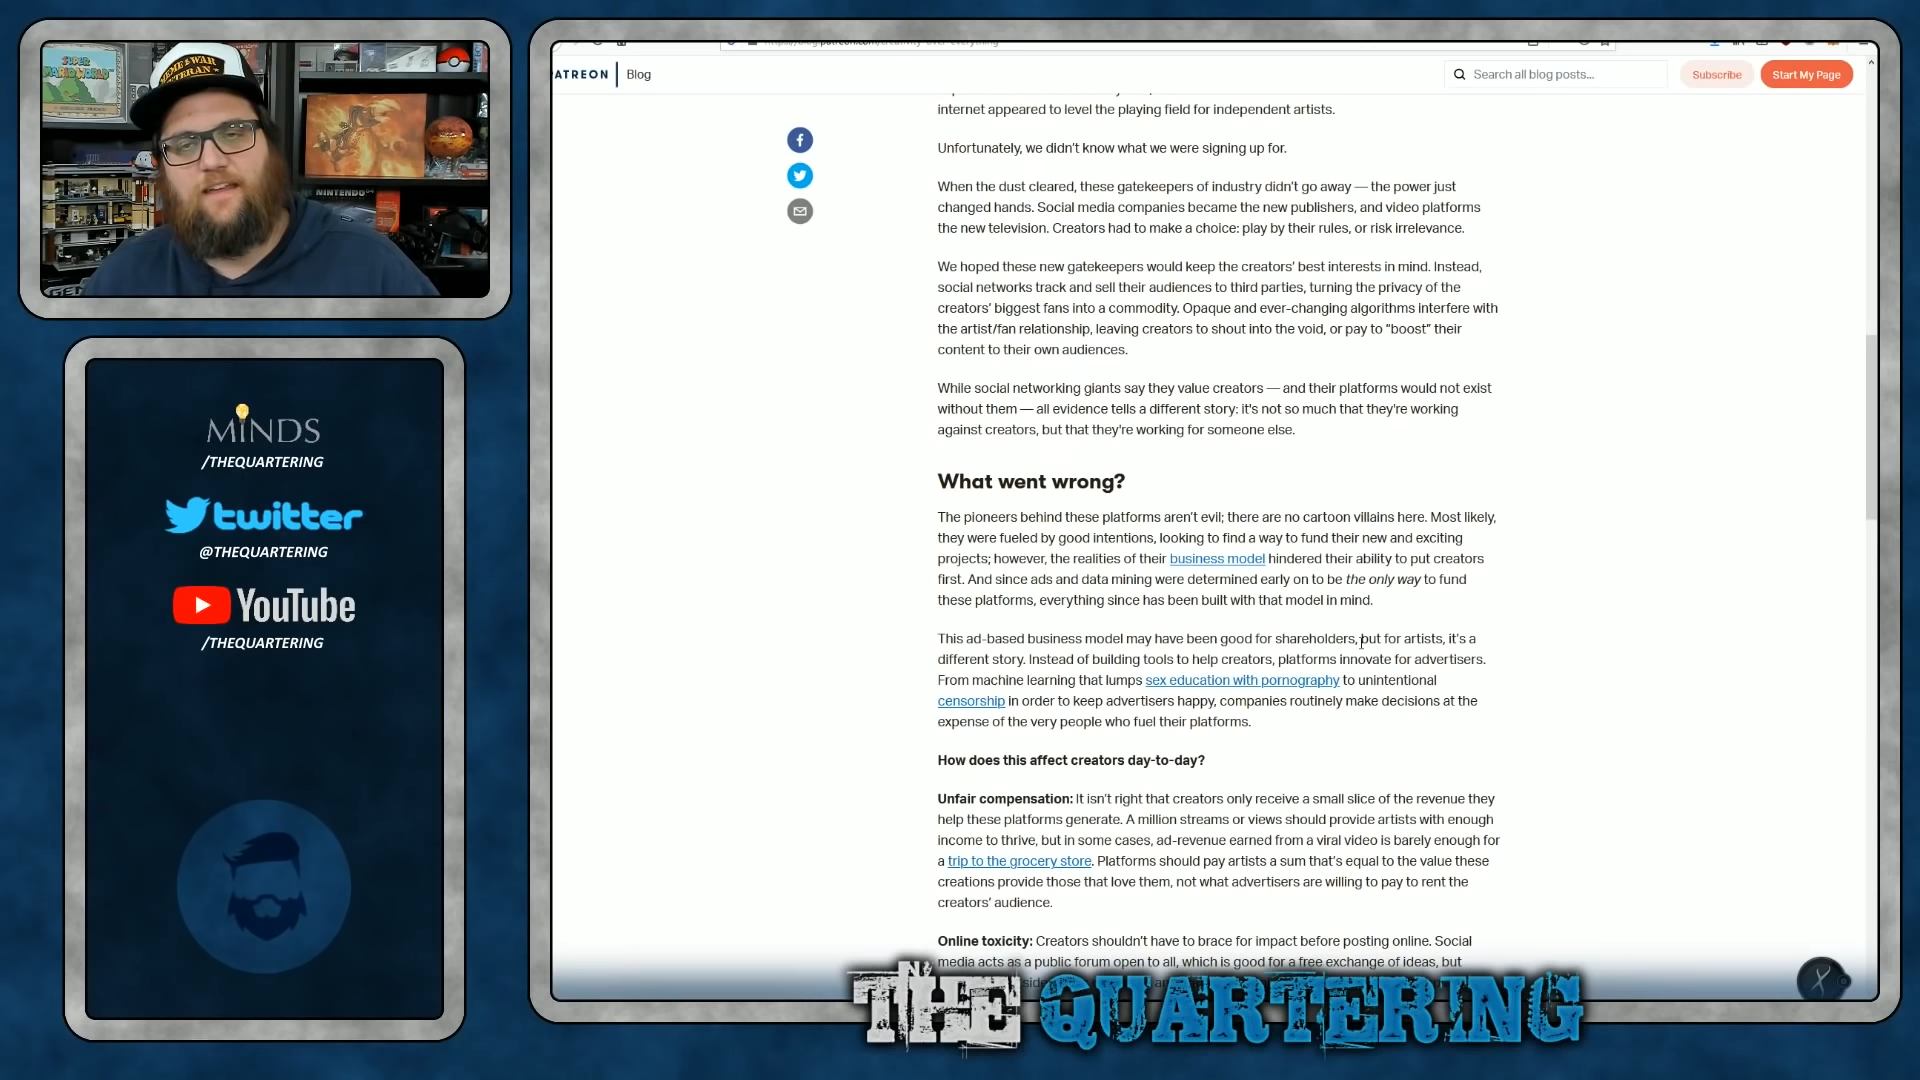 SUPER
MARIO WORLD
MEME WAR
VETERAN
NINTENDO
MINDS
/THEQUARTERING
twitter
@THEQUARTERING
YouTube
/THEQUARTERING
ATREON
Blog
Search all blog posts...
Subscribe
Start My Page
internet appeared to level the playing field for independent artists.
Unfortunately, we didn’t know what we were signing up for.
When the dust cleared, these gatekeepers of industry didn’t go away — the power just
changed hands. Social media companies became the new publishers, and video platforms
the new television. Creators had to make a choice: play by their rules, or risk irrelevance.
We hoped these new gatekeepers would keep the creators’ best interests in mind. Instead,
social networks track and sell their audiences to third parties, turning the privacy of the
creators’ biggest fans into a commodity. Opaque and ever-changing algorithms interfere with
the artist/fan relationship, leaving creators to shout into the void, or pay to “boost” their
content to their own audiences.
While social networking giants say they value creators — and their platforms would not exist
without them — all evidence tells a different story: it's not so much that they're working
against creators, but that they're working for someone else.
What went wrong?
The pioneers behind these platforms aren’t evil; there are no cartoon villains here. Most likely,
they were fueled by good intentions, looking to find a way to fund their new and exciting
projects; however, the realities of their business model hindered their ability to put creators
first. And since ads and data mining were determined early on to be the only way to fund
these platforms, everything since has been built with that model in mind.
This ad-based business model may have been good for shareholders, but for artists, it’s a
different story. Instead of building tools to help creators, platforms innovate for advertisers.
From machine learning that lumps sex education with pornography to unintentional
censorship in order to keep advertisers happy, companies routinely make decisions at the
expense of the very people who fuel their platforms.
How does this affect creators day-to-day?
Unfair compensation: It isn’t right that creators only receive a small slice of the revenue they
help these platforms generate. A million streams or views should provide artists with enough
income to thrive, but in some cases, ad-revenue earned from a viral video is barely enough for
a trip to the grocery store. Platforms should pay artists a sum that’s equal to the value these
creations provide those that love them, not what advertisers are willing to pay to rent the
creators’ audience.
Online toxicity: Creators shouldn’t have to brace for impact before posting online. Social
media acts as a public forum open to all, which is good for a free exchange of ideas, but
THE QUARTERING